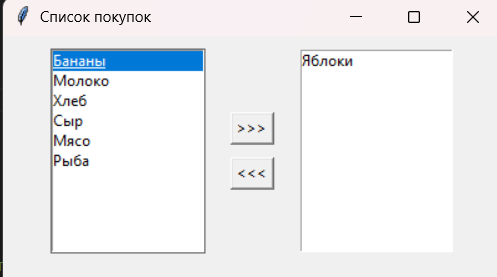 Список покупок
Бананы
Молоко
Хлеб
Сыр
Мясо
Рыба
>>>
<<<
Яблоки